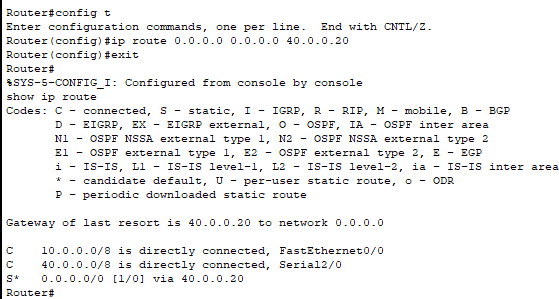 Router#config t
Enter configuration commands, one per line.  End with CNTL/Z.
Router(config)#ip route 0.0.0.0 0.0.0.0 40.0.0.20
Router(config)#exit
Router#
%SYS-5-CONFIG_I: Configured from console by console
show ip route
Codes: C - connected, S - static, I - IGRP, R - RIP, M - mobile, B - BGP
       D - EIGRP, EX - EIGRP external, O - OSPF, IA - OSPF inter area
       N1 - OSPF NSSA external type 1, N2 - OSPF NSSA external type 2
       E1 - OSPF external type 1, E2 - OSPF external type 2, E - EGP
       i - IS-IS, L1 - IS-IS level-1, L2 - IS-IS level-2, ia - IS-IS inter area
       * - candidate default, U - per-user static route, o - ODR
       P - periodic downloaded static route
Gateway of last resort is 40.0.0.20 to network 0.0.0.0
C    10.0.0.0/8 is directly connected, FastEthernet0/0
C    40.0.0.0/8 is directly connected, Serial2/0
S*   0.0.0.0/0 [1/0] via 40.0.0.20
Router#